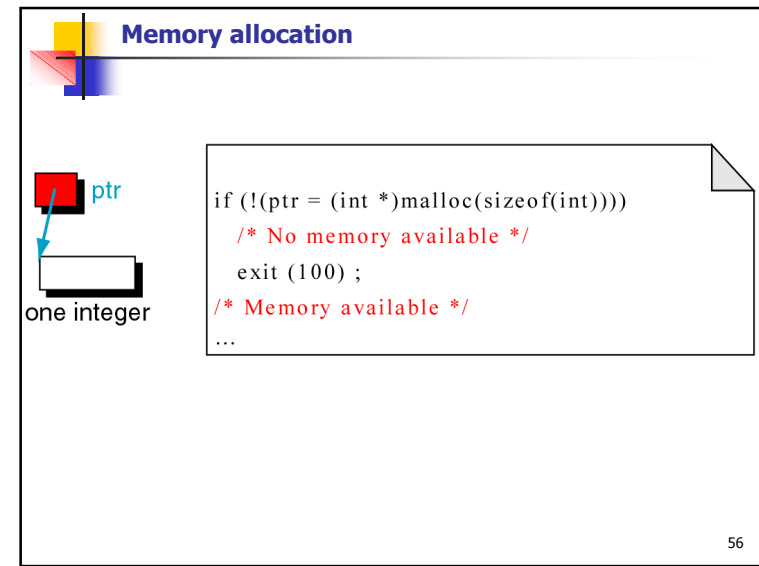 Memory allocation
ptr
one integer
if (!(ptr = (int *)malloc(sizeof(int))))
/* No memory available */
exit (100) ;
/* Memory available */
...
56